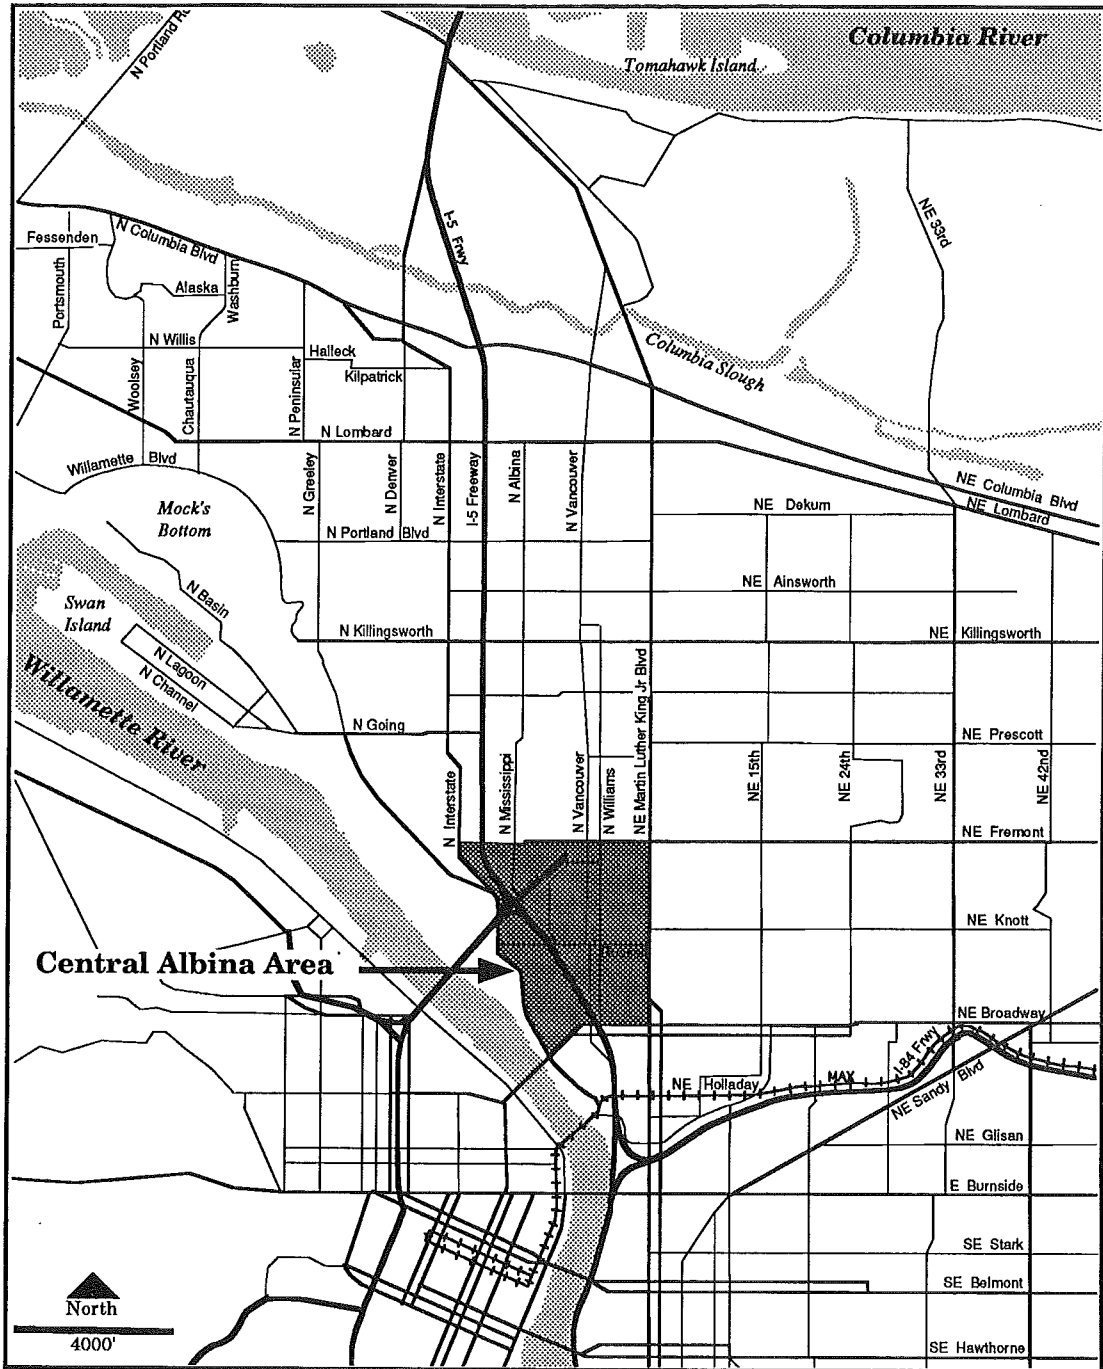 N Portland R
Columbia River
Tomahawk Island
I-5 Frwy
NE 33rd
N Columbia Blvd
Fessenden
Portsmouth
Alaska
Washburn
N Willis
Woolsey
Chautauqua
N Peninsular
Halleck
Kilpatrick
Columbia Slough
N Lombard
Willamette Blvd
N Greeley
N Denver
N Interstate
I-5 Freeway
N Albina
N Vancouver
NE Columbia Blvd
NE Lombard
Mock's
Bottom
NE Dekum
N Portland Blvd
NE Ainsworth
N Basin
Swan
Island
N Killingsworth
NE Killingsworth
N Lagoon
N Channel
Willamette River
NE Martin Luther King Jr Blvd
N Going
NE Prescott
N Interstate
N Mississippi
N Vancouver
N Williams
NE 15th
NE 24th
NE 33rd
NE 42nd
NE Fremont
NE Knott
Central Albina Area
NE Broadway
I-84 Frwy
MAX
NE Holladay
NE Sandy Blvd
NE Glisan
E Burnside
SE Stark
SE Belmont
SE Hawthorne
North
4000'